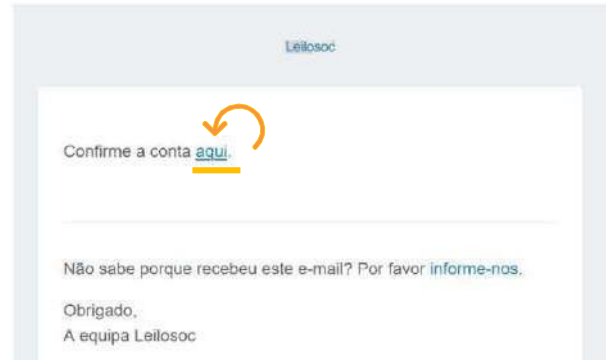 Leilosoc
Confirme a conta aqui.
Não sabe porque recebeu este e-mail? Por favor informe-nos.
Obrigado,
A equipa Leilosoc